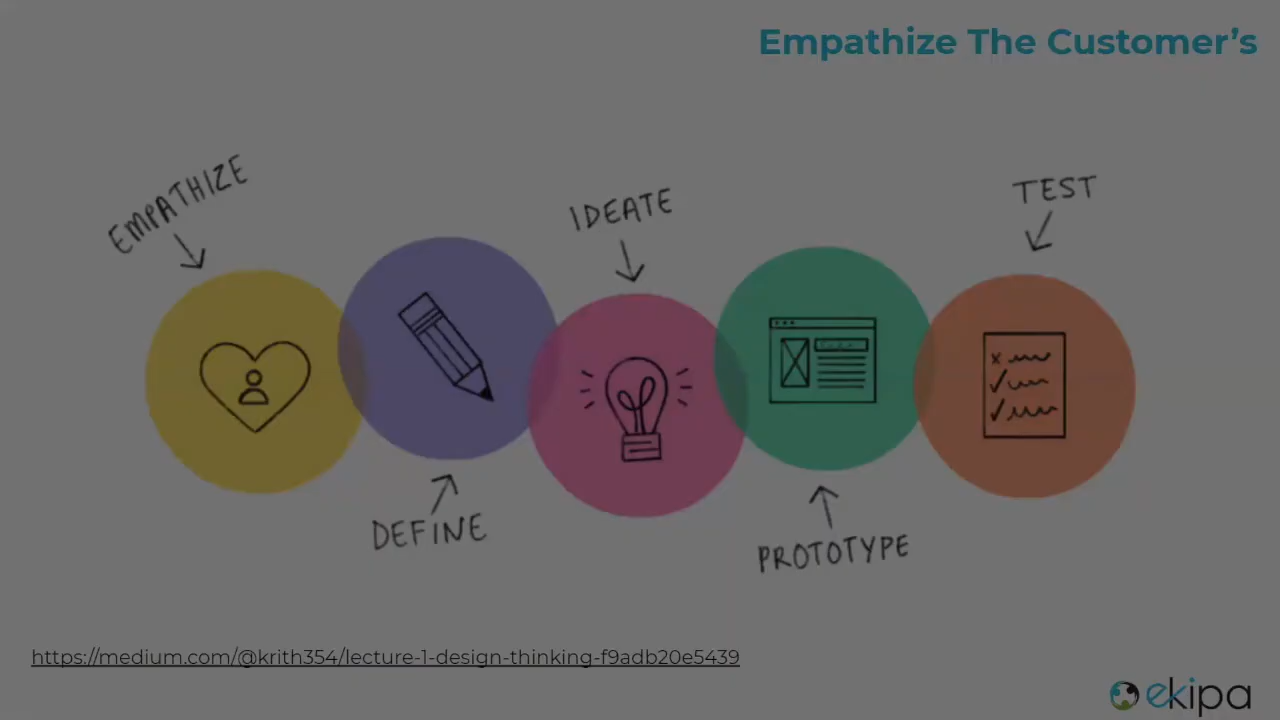 Empathize The Customer’s
EMPATHIZE
IDEATE
TEST
DEFINE
PROTOTYPE
https://medium.com/@krith354/lecture-1-design-thinking-f9adb20e5439
ekipa